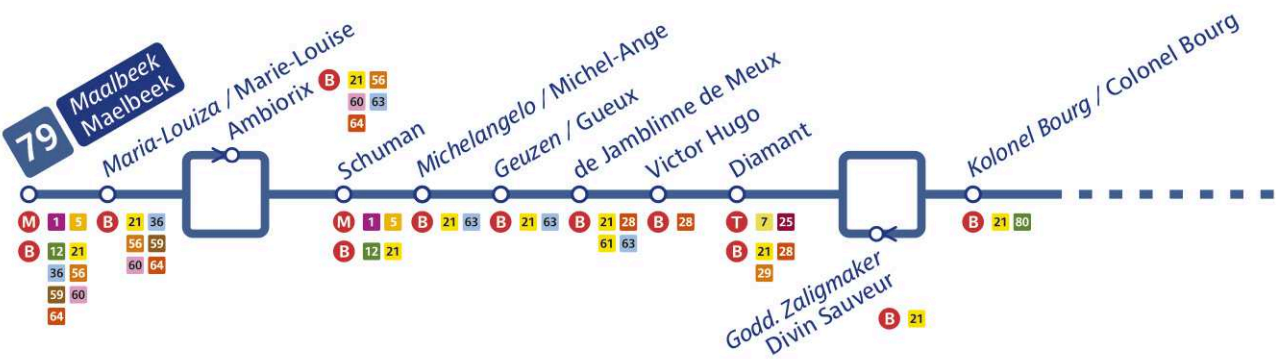 79
Maalbeek
Maelbeek
M 1 5
B 12 21
36 56
59 60
64
Maria-Louiza / Marie-Louise
B 21 36
56 59
60 64
Ambiorix
B 21 56
60 63
64
Schuman
M 1 5
B 12 21
Michelangelo / Michel-Ange
B 21 63
Geuzen / Gueux
B 21 63
de Jamblinne de Meux
B 21 28
61 63
Victor Hugo
B 28
Diamant
T 7 25
B 21 28
29
Godd. Zaligmaker
Divin Sauveur
B 21
Kolonel Bourg / Colonel Bourg
B 21 80